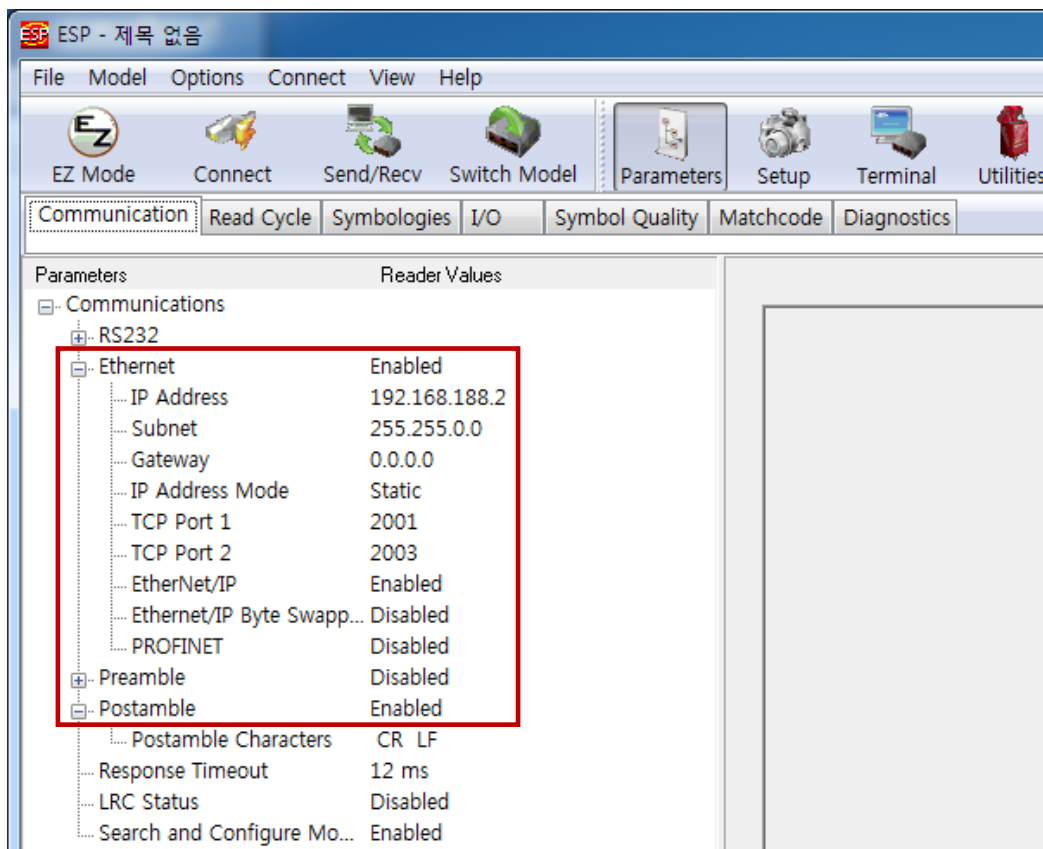 ESP - 제목 없음
File Model Options Connect View Help
EZ Mode Connect Send/Recv Switch Model Parameters Setup Terminal Utilities
Communication Read Cycle Symbologies I/O Symbol Quality Matchcode Diagnostics
Parameters Reader Values
Communications
RS232
Ethernet Enabled
IP Address 192.168.188.2
Subnet 255.255.0.0
Gateway 0.0.0.0
IP Address Mode Static
TCP Port 1 2001
TCP Port 2 2003
EtherNet/IP Enabled
Ethernet/IP Byte Swapp... Disabled
PROFINET Disabled
Preamble Disabled
Postamble Enabled
Postamble Characters CR LF
Response Timeout 12 ms
LRC Status Disabled
Search and Configure Mo... Enabled